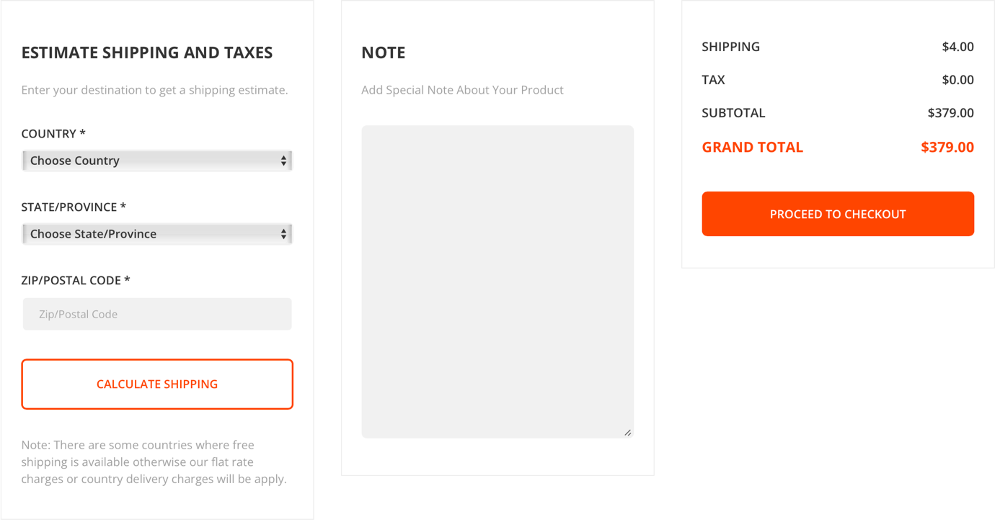 ESTIMATE SHIPPING AND TAXES
Enter your destination to get a shipping estimate.
COUNTRY *
Choose Country
STATE/PROVINCE *
Choose State/Province
ZIP/POSTAL CODE *
Zip/Postal Code
CALCULATE SHIPPING
Note: There are some countries where free
shipping is available otherwise our flat rate
charges or country delivery charges will be apply.
NOTE
Add Special Note About Your Product
SHIPPING $4.00
TAX $0.00
SUBTOTAL $379.00
GRAND TOTAL $379.00
PROCEED TO CHECKOUT